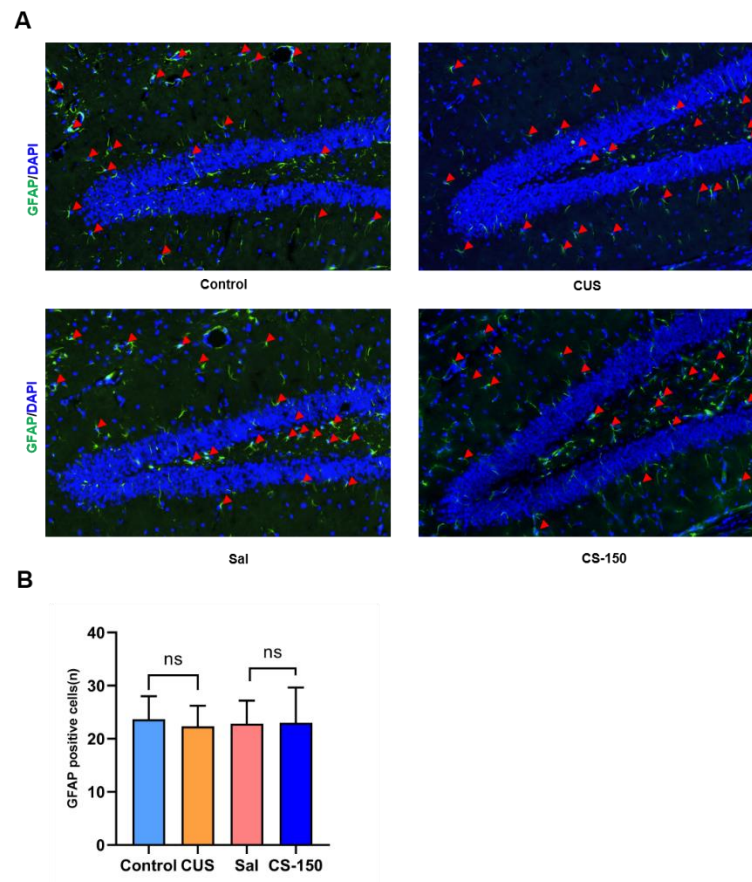 A
GFAP/DAPI
Control
CUS
GFAP/DAPI
Sal
CS-150
B
GFAP positive cells(n)
40
30
20
10
0
ns
ns
Control CUS Sal CS-150